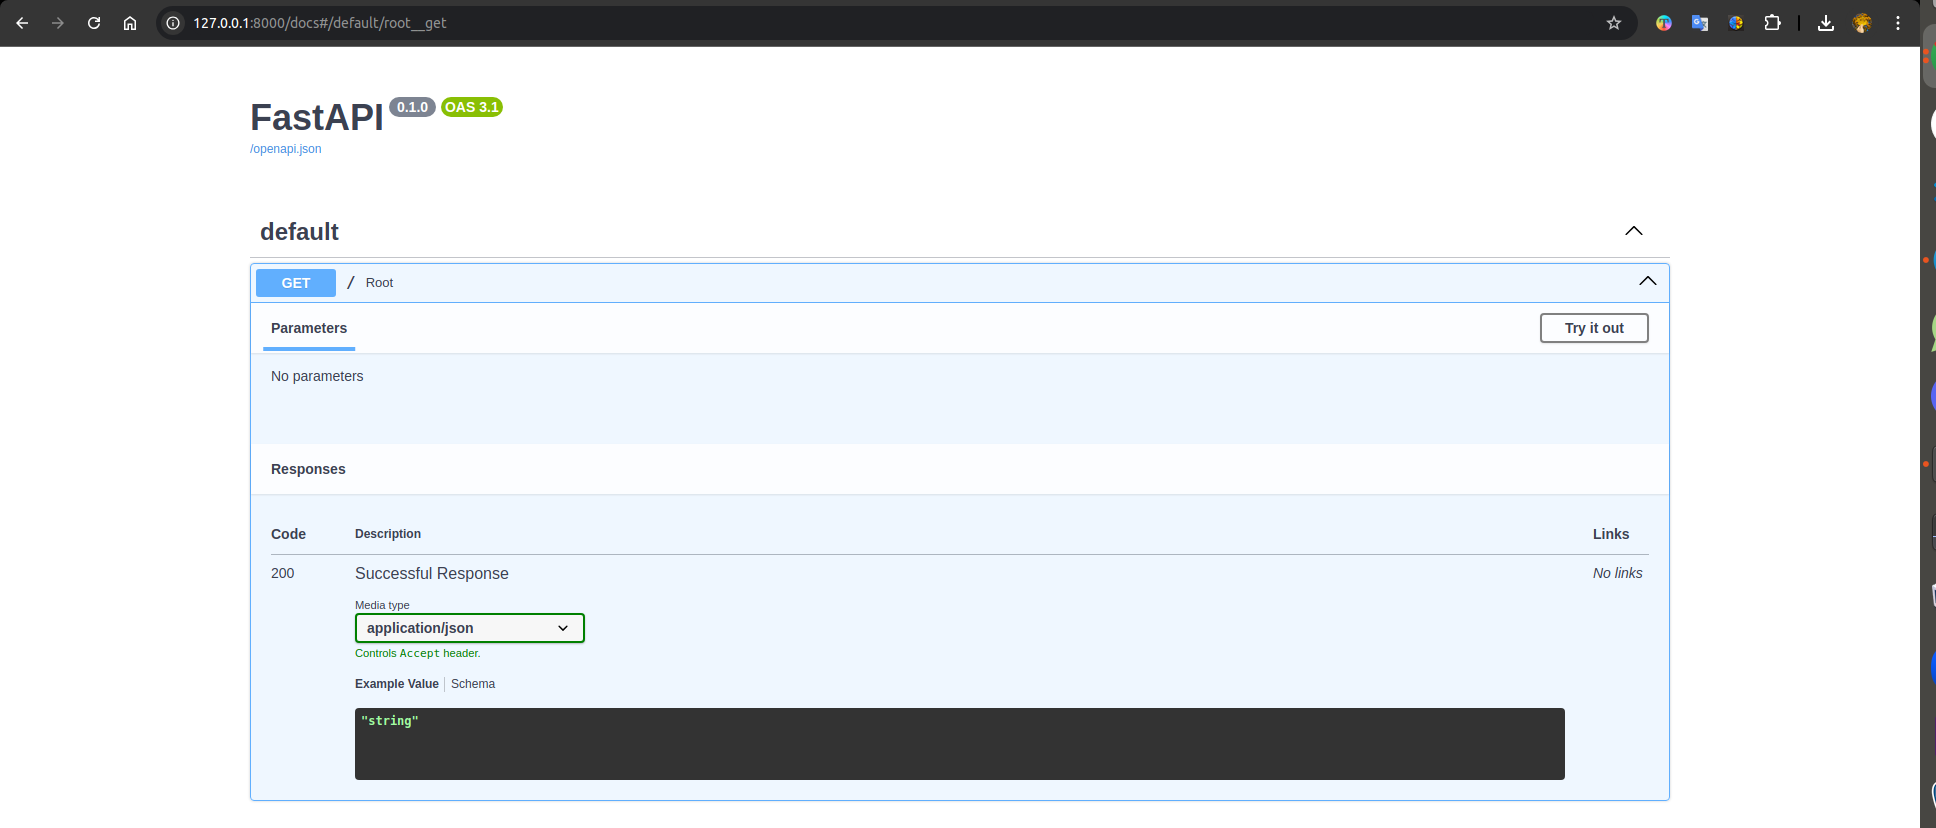 127.0.0.1:8000/docs#/default/root__get
FastAPI 0.1.0 OAS 3.1
/openapi.json
default
GET / Root
Parameters
Try it out
No parameters
Responses
Code Description Links
200 Successful Response No links
Media type
application/json
Controls Accept header.
Example Value Schema
"string"